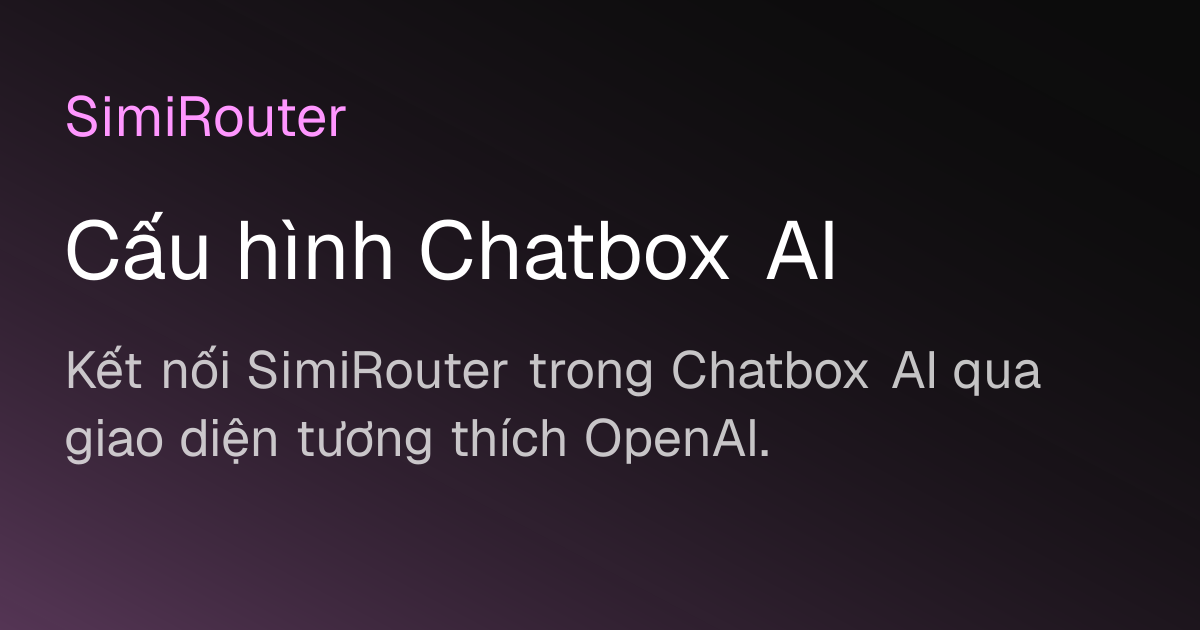 SimiRouter
Cấu hình Chatbox AI
Kết nối SimiRouter trong Chatbox AI qua
giao diện tương thích OpenAI.